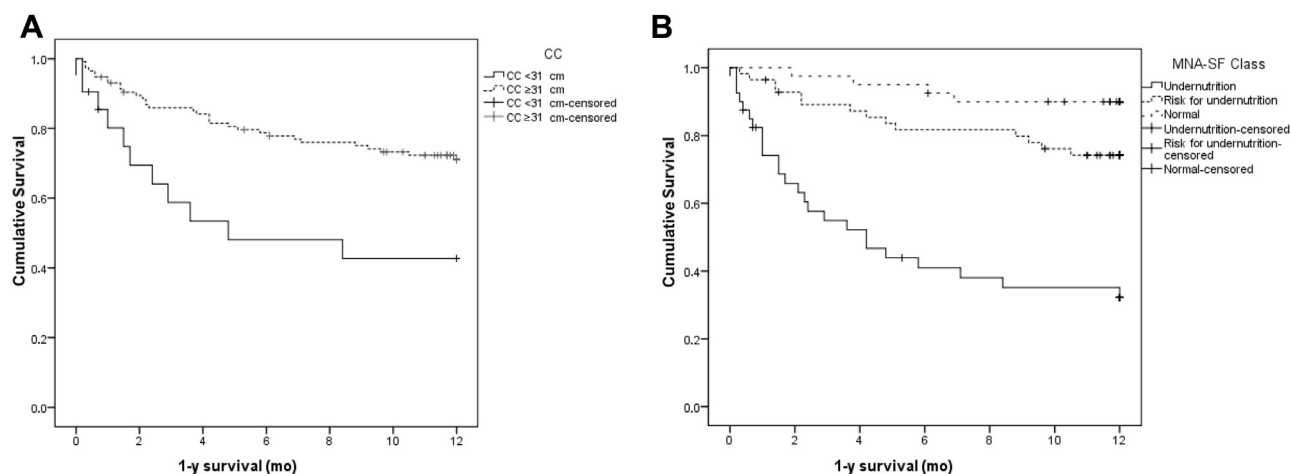 A
CC
CC <31 cm
CC ≥31 cm
CC <31 cm-censored
CC ≥31 cm-censored
Cumulative Survival
1.0
0.8
0.6
0.4
0.2
0.0
0 2 4 6 8 10 12
1-y survival (mo)
B
MNA-SF Class
Undernutrition
Risk for undernutrition
Normal
Undernutrition-censored
Risk for undernutrition-
censored
Normal-censored
Cumulative Survival
1.0
0.8
0.6
0.4
0.2
0.0
0 2 4 6 8 10 12
1-y survival (mo)